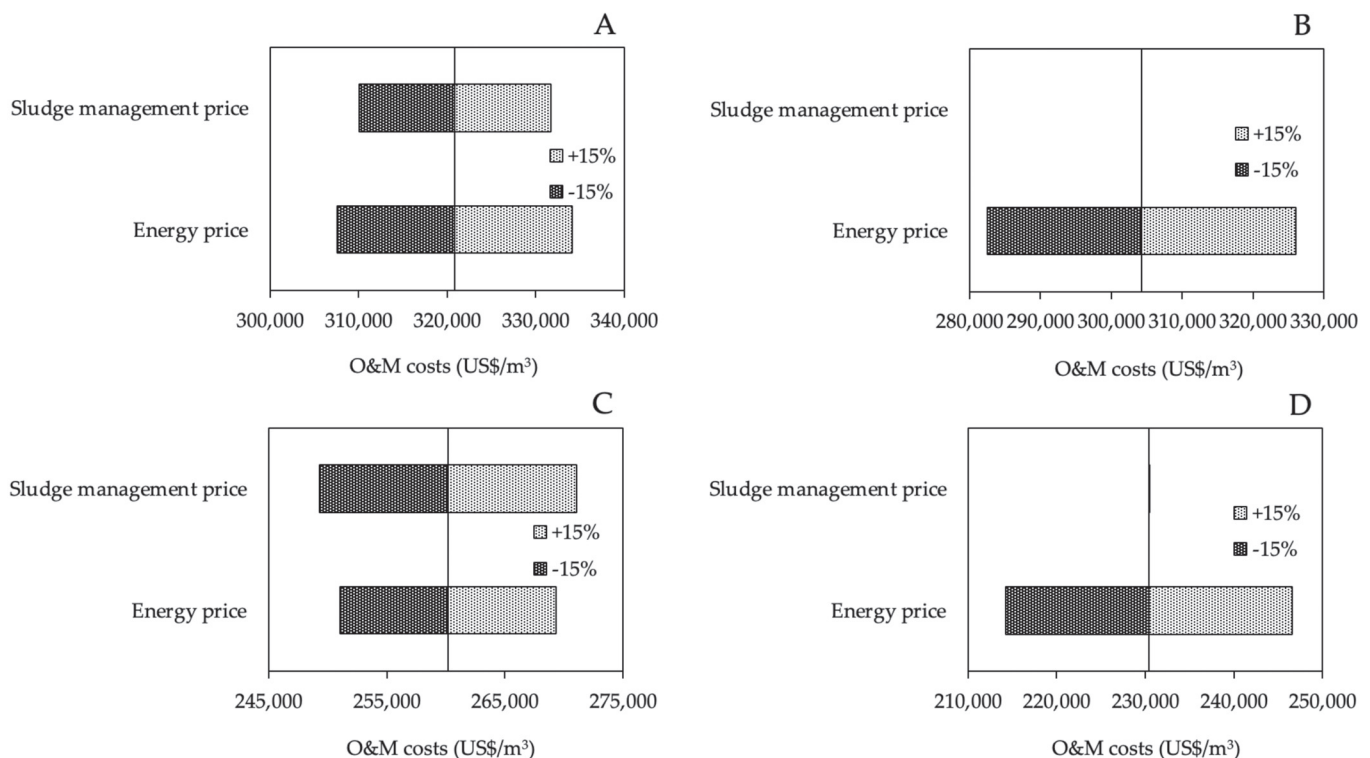 A
Sludge management price
+15%
-15%
Energy price
300,000 310,000 320,000 330,000 340,000
O&M costs (US$/m³)
B
Sludge management price
+15%
-15%
Energy price
280,000 290,000 300,000 310,000 320,000 330,000
O&M costs (US$/m³)
C
Sludge management price
+15%
-15%
Energy price
245,000 255,000 265,000 275,000
O&M costs (US$/m³)
D
Sludge management price
+15%
-15%
Energy price
210,000 220,000 230,000 240,000 250,000
O&M costs (US$/m³)